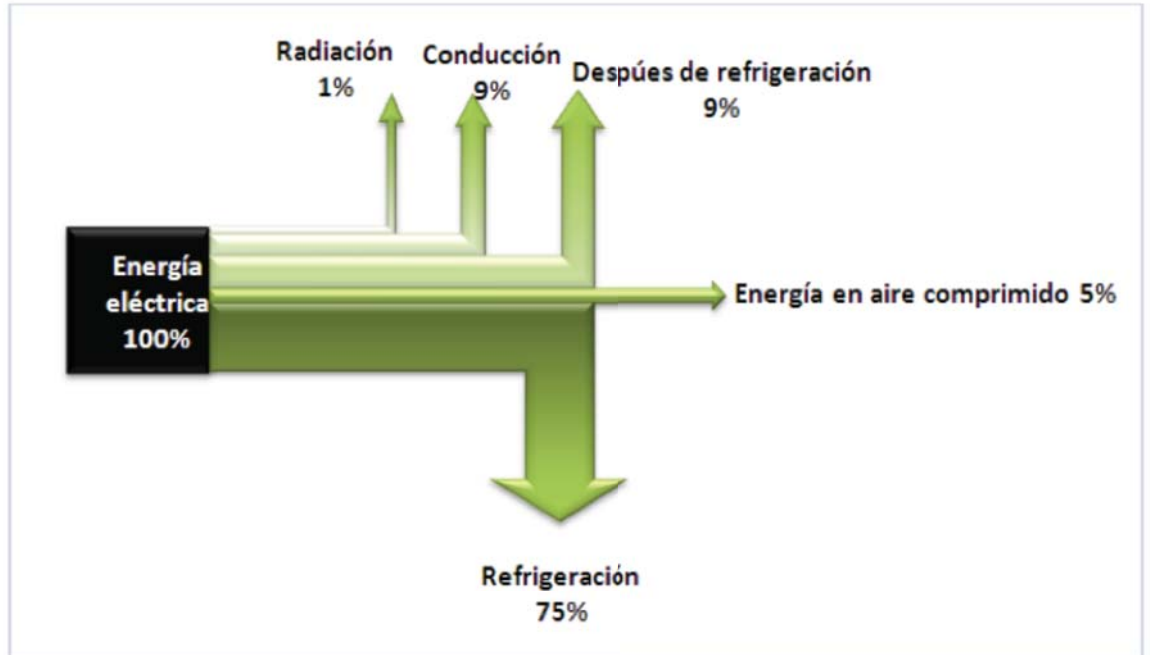 Radiación
1%
Conducción
9%
Despúes de refrigeración
9%
Energía
eléctrica
100%
Energía en aire comprimido 5%
Refrigeración
75%